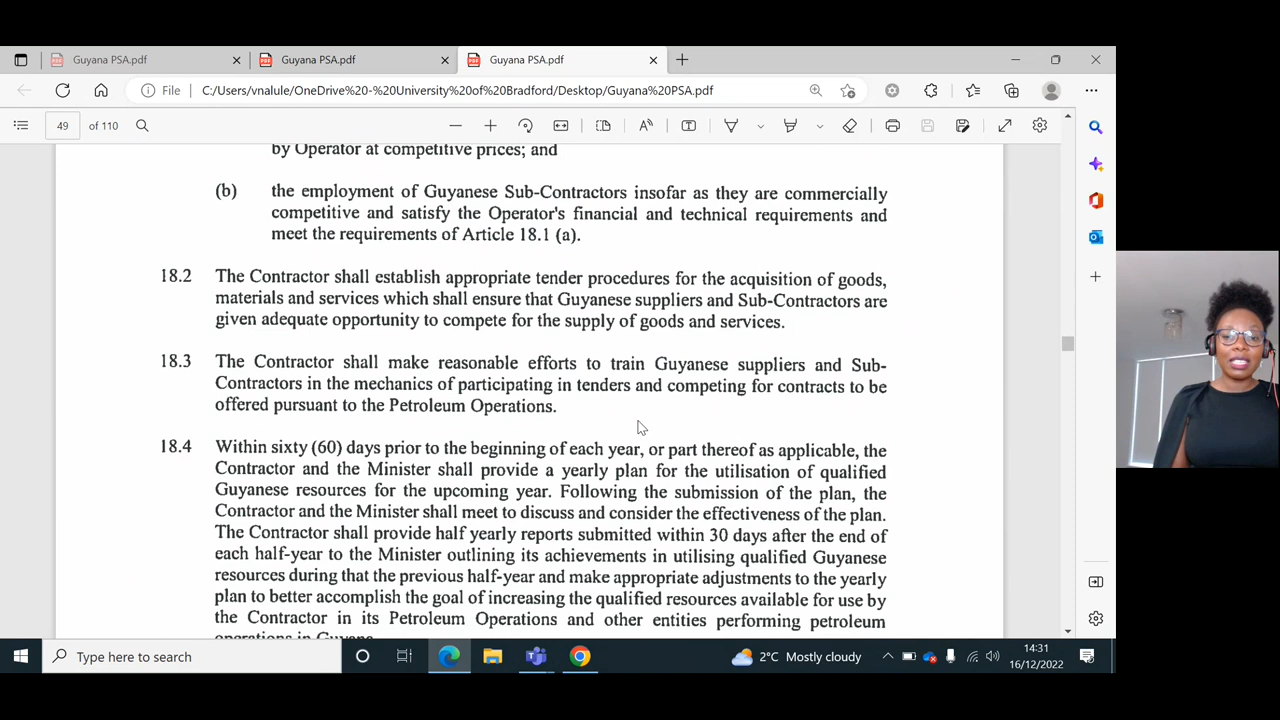 Guyana PSA.pdf
Guyana PSA.pdf
Guyana PSA.pdf
File C:/Users/vnalule/OneDrive%20-%20University%20of%20Bradford/Desktop/Guyana%20PSA.pdf
49 of 110
by Operator at competitive prices; and
(b) the employment of Guyanese Sub-Contractors insofar as they are commercially
competitive and satisfy the Operator's financial and technical requirements and
meet the requirements of Article 18.1 (a).
18.2 The Contractor shall establish appropriate tender procedures for the acquisition of goods,
materials and services which shall ensure that Guyanese suppliers and Sub-Contractors are
given adequate opportunity to compete for the supply of goods and services.
18.3 The Contractor shall make reasonable efforts to train Guyanese suppliers and Sub-
Contractors in the mechanics of participating in tenders and competing for contracts to be
offered pursuant to the Petroleum Operations.
18.4 Within sixty (60) days prior to the beginning of each year, or part thereof as applicable, the
Contractor and the Minister shall provide a yearly plan for the utilisation of qualified
Guyanese resources for the upcoming year. Following the submission of the plan, the
Contractor and the Minister shall meet to discuss and consider the effectiveness of the plan.
The Contractor shall provide half yearly reports submitted within 30 days after the end of
each half-year to the Minister outlining its achievements in utilising qualified Guyanese
resources during that the previous half-year and make appropriate adjustments to the yearly
plan to better accomplish the goal of increasing the qualified resources available for use by
the Contractor in its Petroleum Operations and other entities performing petroleum
operations in Guyana
Type here to search
2°C Mostly cloudy
14:31
16/12/2022